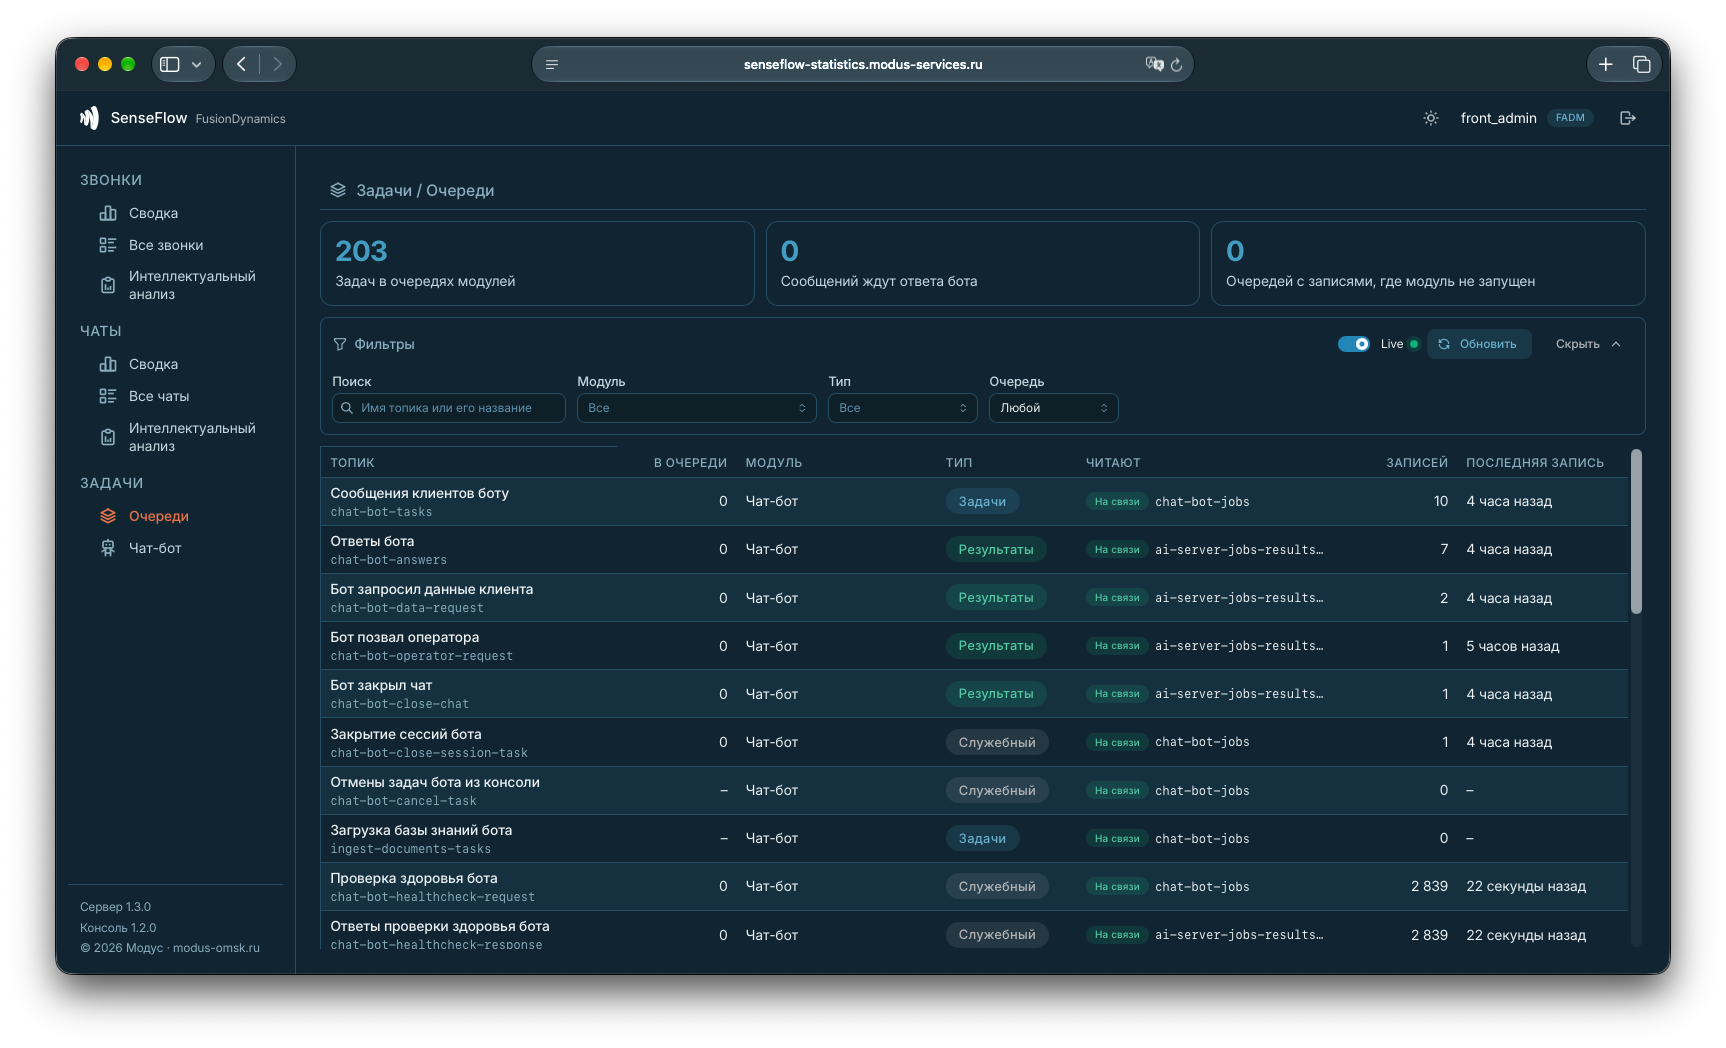 senseflow-statistics.modus-services.ru
SenseFlow FusionDynamics
front_admin FADM
ЗВОНКИ
Сводка
Все звонки
Интеллектуальный
анализ
ЧАТЫ
Сводка
Все чаты
Интеллектуальный
анализ
ЗАДАЧИ
Очереди
Чат-бот
Сервер 1.3.0
Консоль 1.2.0
© 2026 Модус · modus-omsk.ru
Задачи / Очереди
203
Задач в очередях модулей
0
Сообщений ждут ответа бота
0
Очередей с записями, где модуль не запущен
Фильтры
Live Обновить Скрыть
Поиск Модуль Тип Очередь
Имя топика или его название Все Все Любой
ТОПИК В ОЧЕРЕДИ МОДУЛЬ ТИП ЧИТАЮТ ЗАПИСЕЙ ПОСЛЕДНЯЯ ЗАПИСЬ
Сообщения клиентов боту
chat-bot-tasks
0 Чат-бот Задачи На связи chat-bot-jobs 10 4 часа назад
Ответы бота
chat-bot-answers
0 Чат-бот Результаты На связи ai-server-jobs-results… 7 4 часа назад
Бот запросил данные клиента
chat-bot-data-request
0 Чат-бот Результаты На связи ai-server-jobs-results… 2 4 часа назад
Бот позвал оператора
chat-bot-operator-request
0 Чат-бот Результаты На связи ai-server-jobs-results… 1 5 часов назад
Бот закрыл чат
chat-bot-close-chat
0 Чат-бот Результаты На связи ai-server-jobs-results… 1 4 часа назад
Закрытие сессий бота
chat-bot-close-session-task
0 Чат-бот Служебный На связи chat-bot-jobs 1 4 часа назад
Отмены задач бота из консоли
chat-bot-cancel-task
– Чат-бот Служебный На связи chat-bot-jobs 0 –
Загрузка базы знаний бота
ingest-documents-tasks
– Чат-бот Задачи На связи chat-bot-jobs 0 –
Проверка здоровья бота
chat-bot-healthcheck-request
0 Чат-бот Служебный На связи chat-bot-jobs 2 839 22 секунды назад
Ответы проверки здоровья бота
chat-bot-healthcheck-response
0 Чат-бот Служебный На связи ai-server-jobs-results… 2 839 22 секунды назад